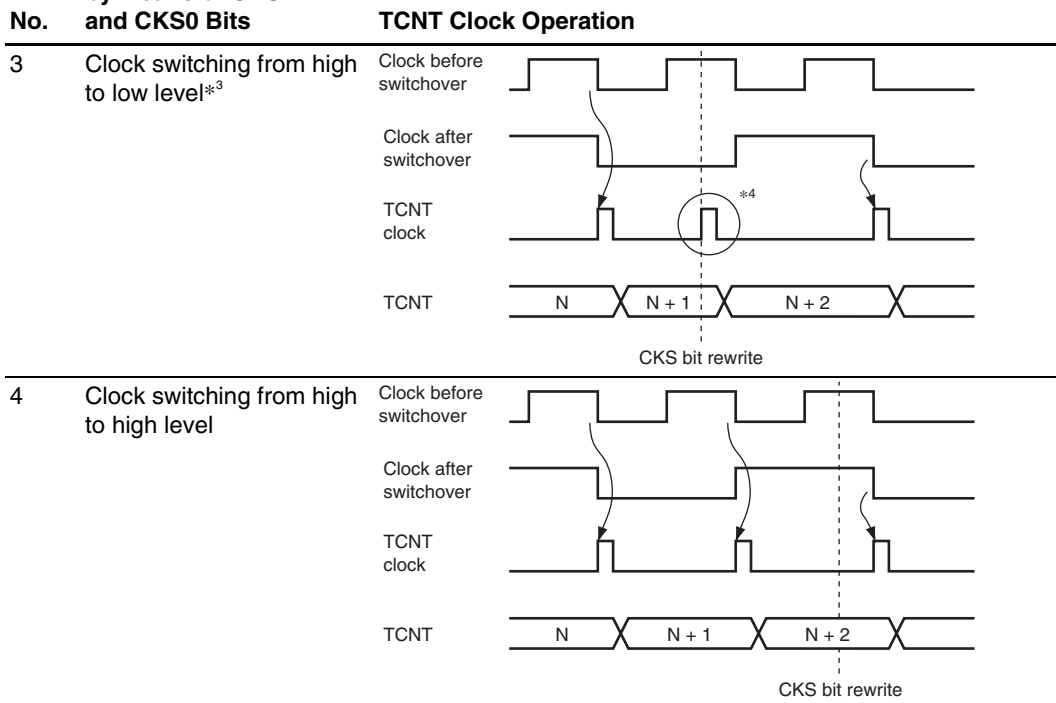 No. and CKS0 Bits TCNT Clock Operation
3 Clock switching from high to low level*3
Clock before switchover
Clock after switchover
*4
TCNT clock
TCNT N N + 1 N + 2
CKS bit rewrite
4 Clock switching from high to high level
Clock before switchover
Clock after switchover
TCNT clock
TCNT N N + 1 N + 2
CKS bit rewrite